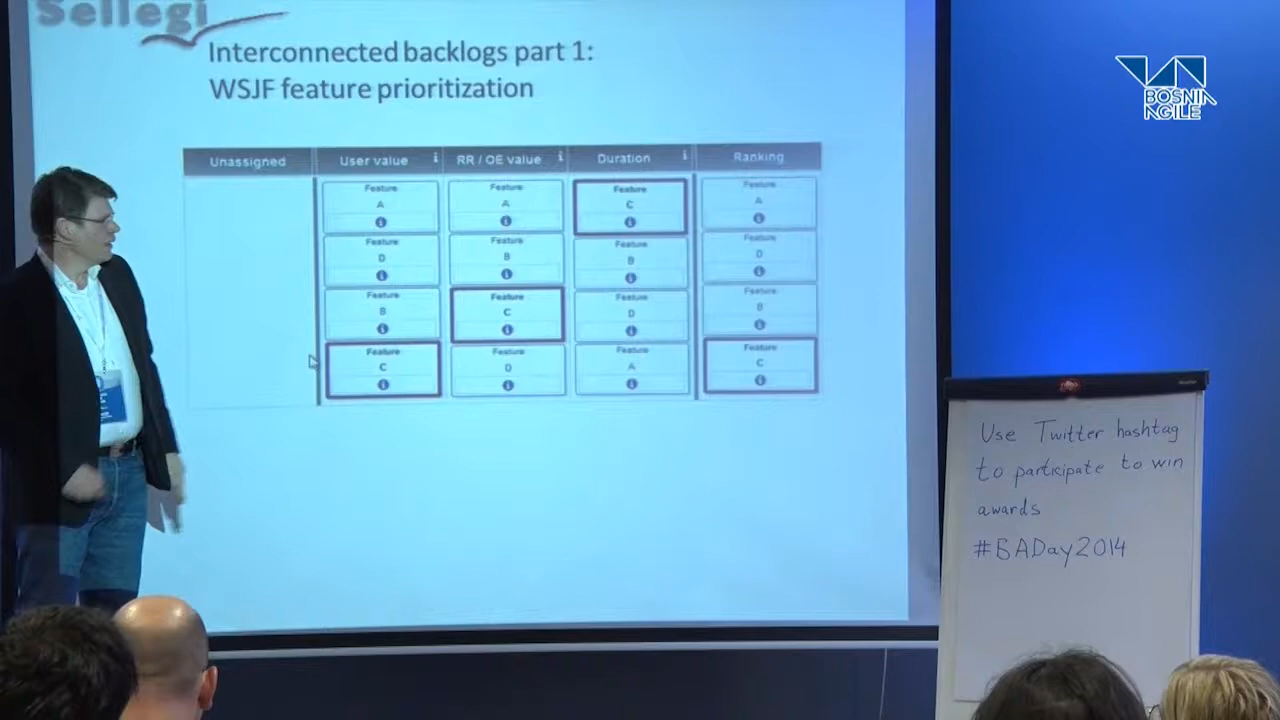 Sellegi
Interconnected backlogs part 1:
WSJF feature prioritization
BOSNIA
AGILE
Unassigned User value i RR / OE value i Duration i Ranking
Feature Feature Feature Feature
A A C A
Feature Feature Feature Feature
D B B D
Feature Feature Feature Feature
B C D B
Feature Feature Feature Feature
C D A C
Use Twitter hashtag
to participate to win
awards
#BADay2014